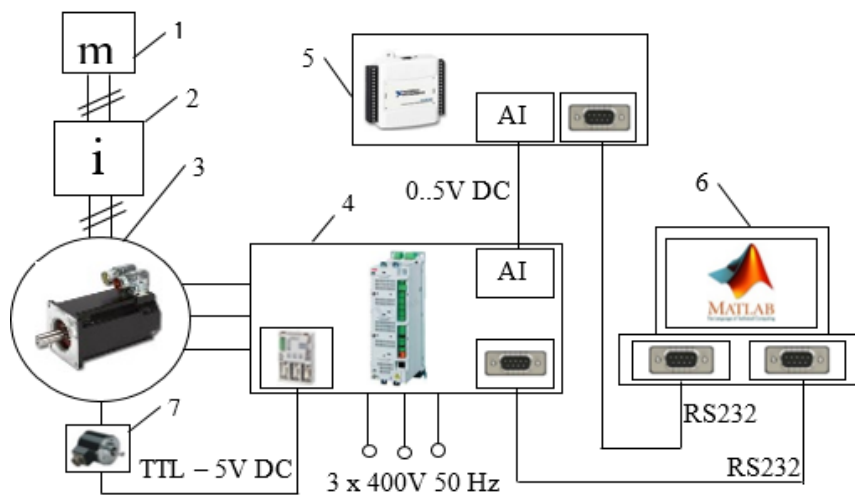 1
m
2
i
3
4
5
AI
0..5V DC
AI
6
MATLAB
RS232
RS232
7
TTL – 5V DC
3 x 400V 50 Hz